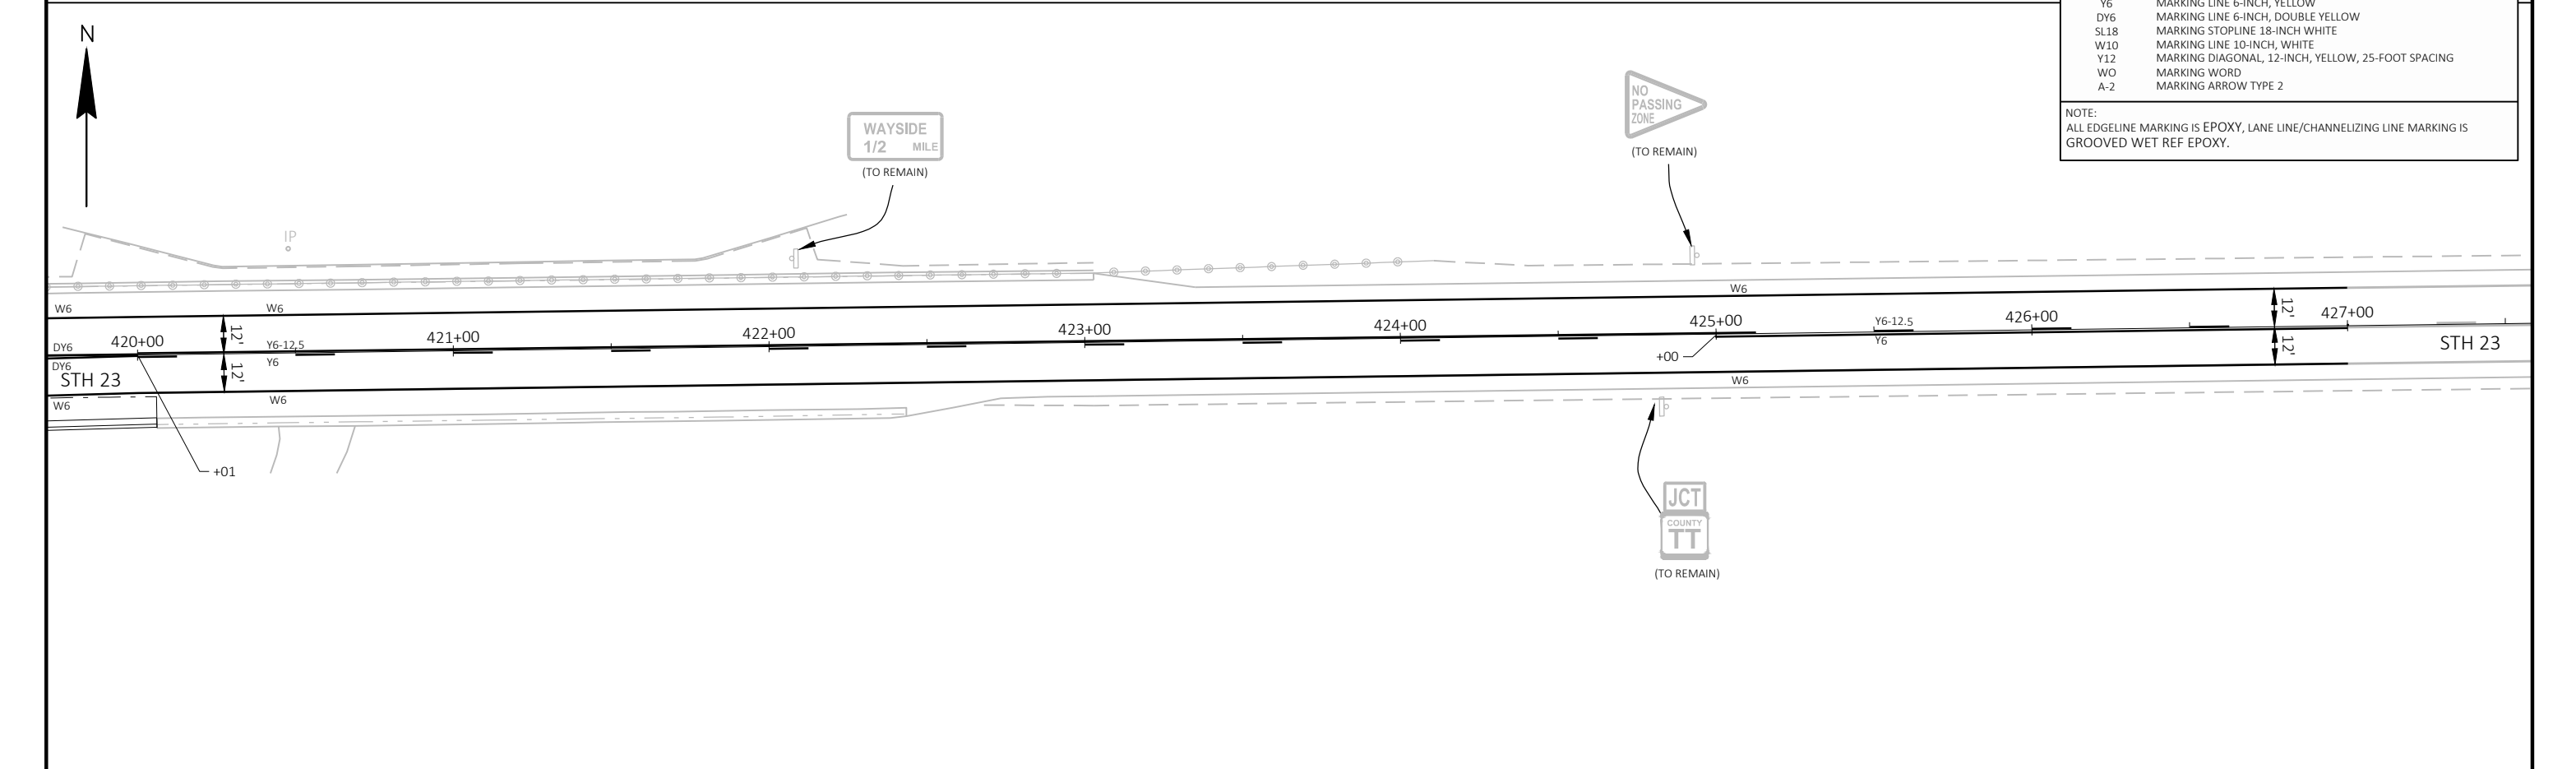 Y6 MARKING LINE 6-INCH, YELLOW
DY6 MARKING LINE 6-INCH, DOUBLE YELLOW
SL18 MARKING STOPLINE 18-INCH WHITE
W10 MARKING LINE 10-INCH, WHITE
Y12 MARKING DIAGONAL, 12-INCH, YELLOW, 25-FOOT SPACING
WO MARKING WORD
A-2 MARKING ARROW TYPE 2
NOTE:
ALL EDGELINE MARKING IS EPOXY, LANE LINE/CHANNELIZING LINE MARKING IS
GROOVED WET REF EPOXY.
N
WAYSIDE
1/2 MILE
(TO REMAIN)
NO
PASSING
ZONE
(TO REMAIN)
IP
W6
W6
W6
12'
12'
420+00
421+00
422+00
423+00
424+00
425+00
426+00
427+00
DY6
Y6-12.5
Y6-12.5
DY6
Y6
Y6
+00
STH 23
STH 23
12'
12'
W6
W6
W6
+01
JCT
COUNTY
TT
(TO REMAIN)